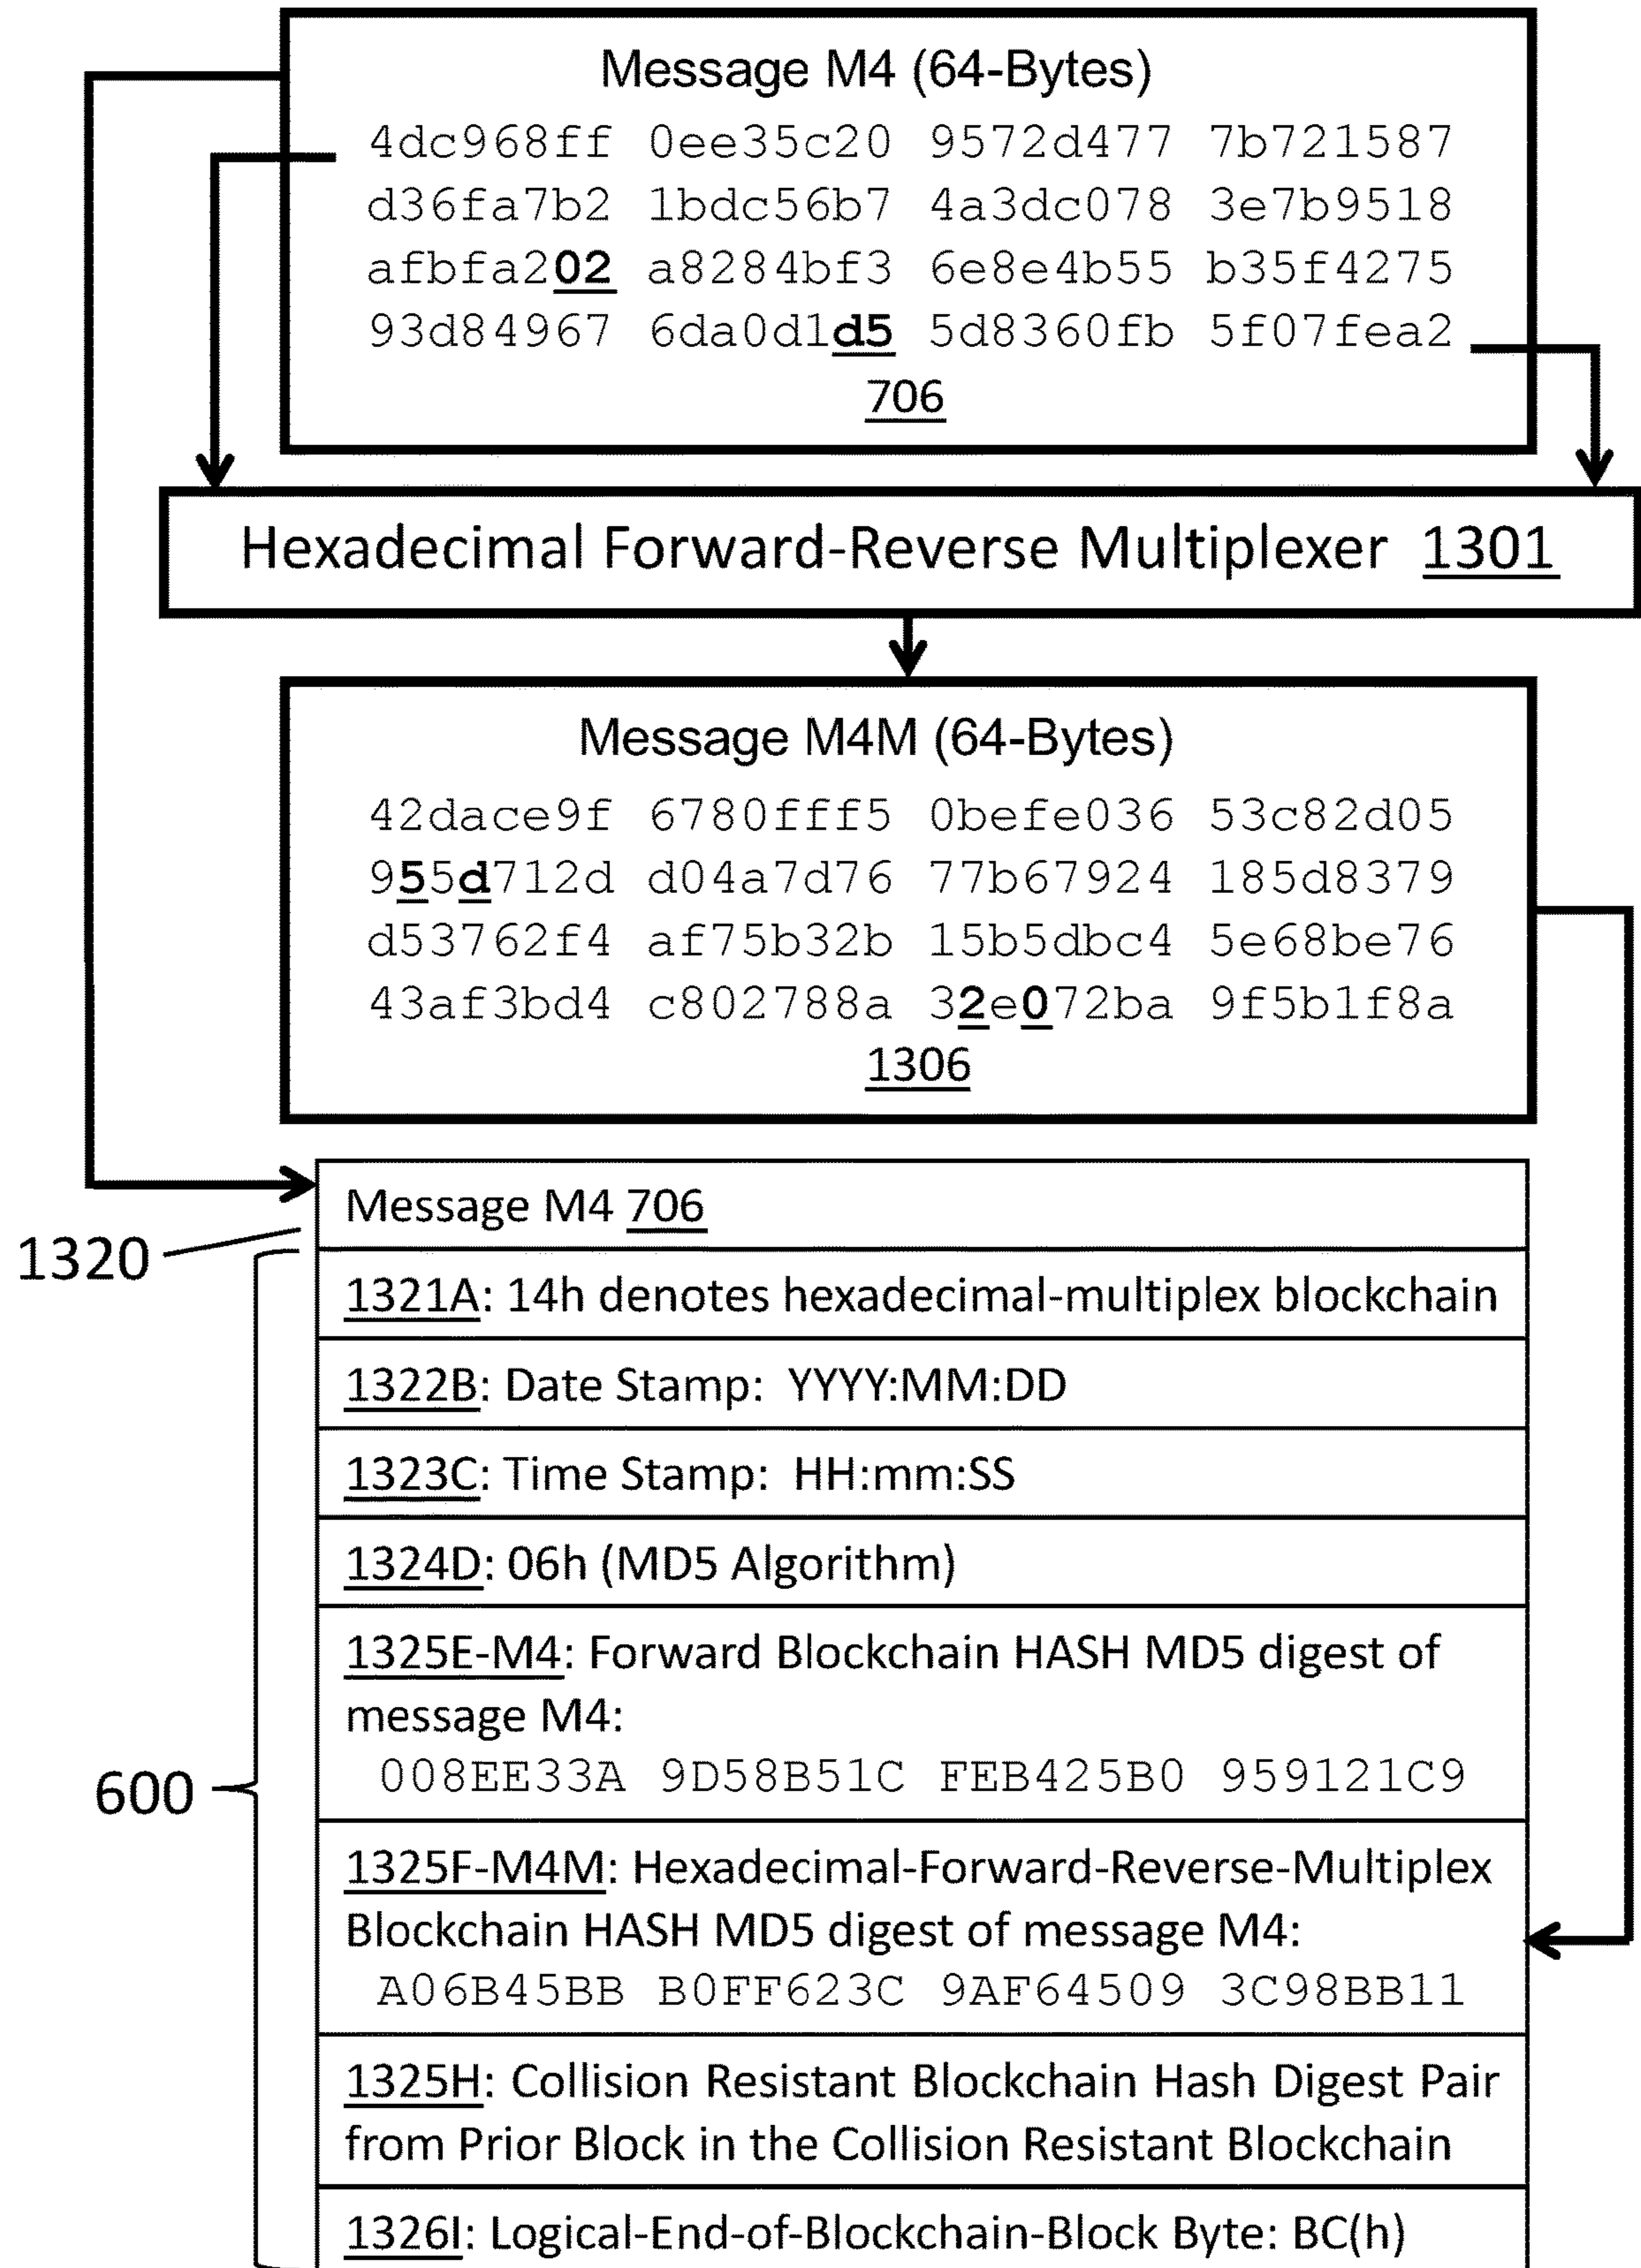 Message M4 (64-Bytes)
4dc968ff 0ee35c20 9572d477 7b721587
d36fa7b2 1bdc56b7 4a3dc078 3e7b9518
afbfa202 a8284bf3 6e8e4b55 b35f4275
93d84967 6da0d1d5 5d8360fb 5f07fea2
706
Hexadecimal Forward-Reverse Multiplexer 1301
Message M4M (64-Bytes)
42dace9f 6780fff5 0befe036 53c82d05
955d712d d04a7d76 77b67924 185d8379
d53762f4 af75b32b 15b5dbc4 5e68be76
43af3bd4 c802788a 32e072ba 9f5b1f8a
1306
Message M4 706
1320
1321A: 14h denotes hexadecimal-multiplex blockchain
1322B: Date Stamp: YYYY:MM:DD
1323C: Time Stamp: HH:mm:SS
1324D: 06h (MD5 Algorithm)
1325E-M4: Forward Blockchain HASH MD5 digest of
message M4:
008EE33A 9D58B51C FEB425B0 959121C9
600
1325F-M4M: Hexadecimal-Forward-Reverse-Multiplex
Blockchain HASH MD5 digest of message M4:
A06B45BB B0FF623C 9AF64509 3C98BB11
1325H: Collision Resistant Blockchain Hash Digest Pair
from Prior Block in the Collision Resistant Blockchain
1326I: Logical-End-of-Blockchain-Block Byte: BC(h)